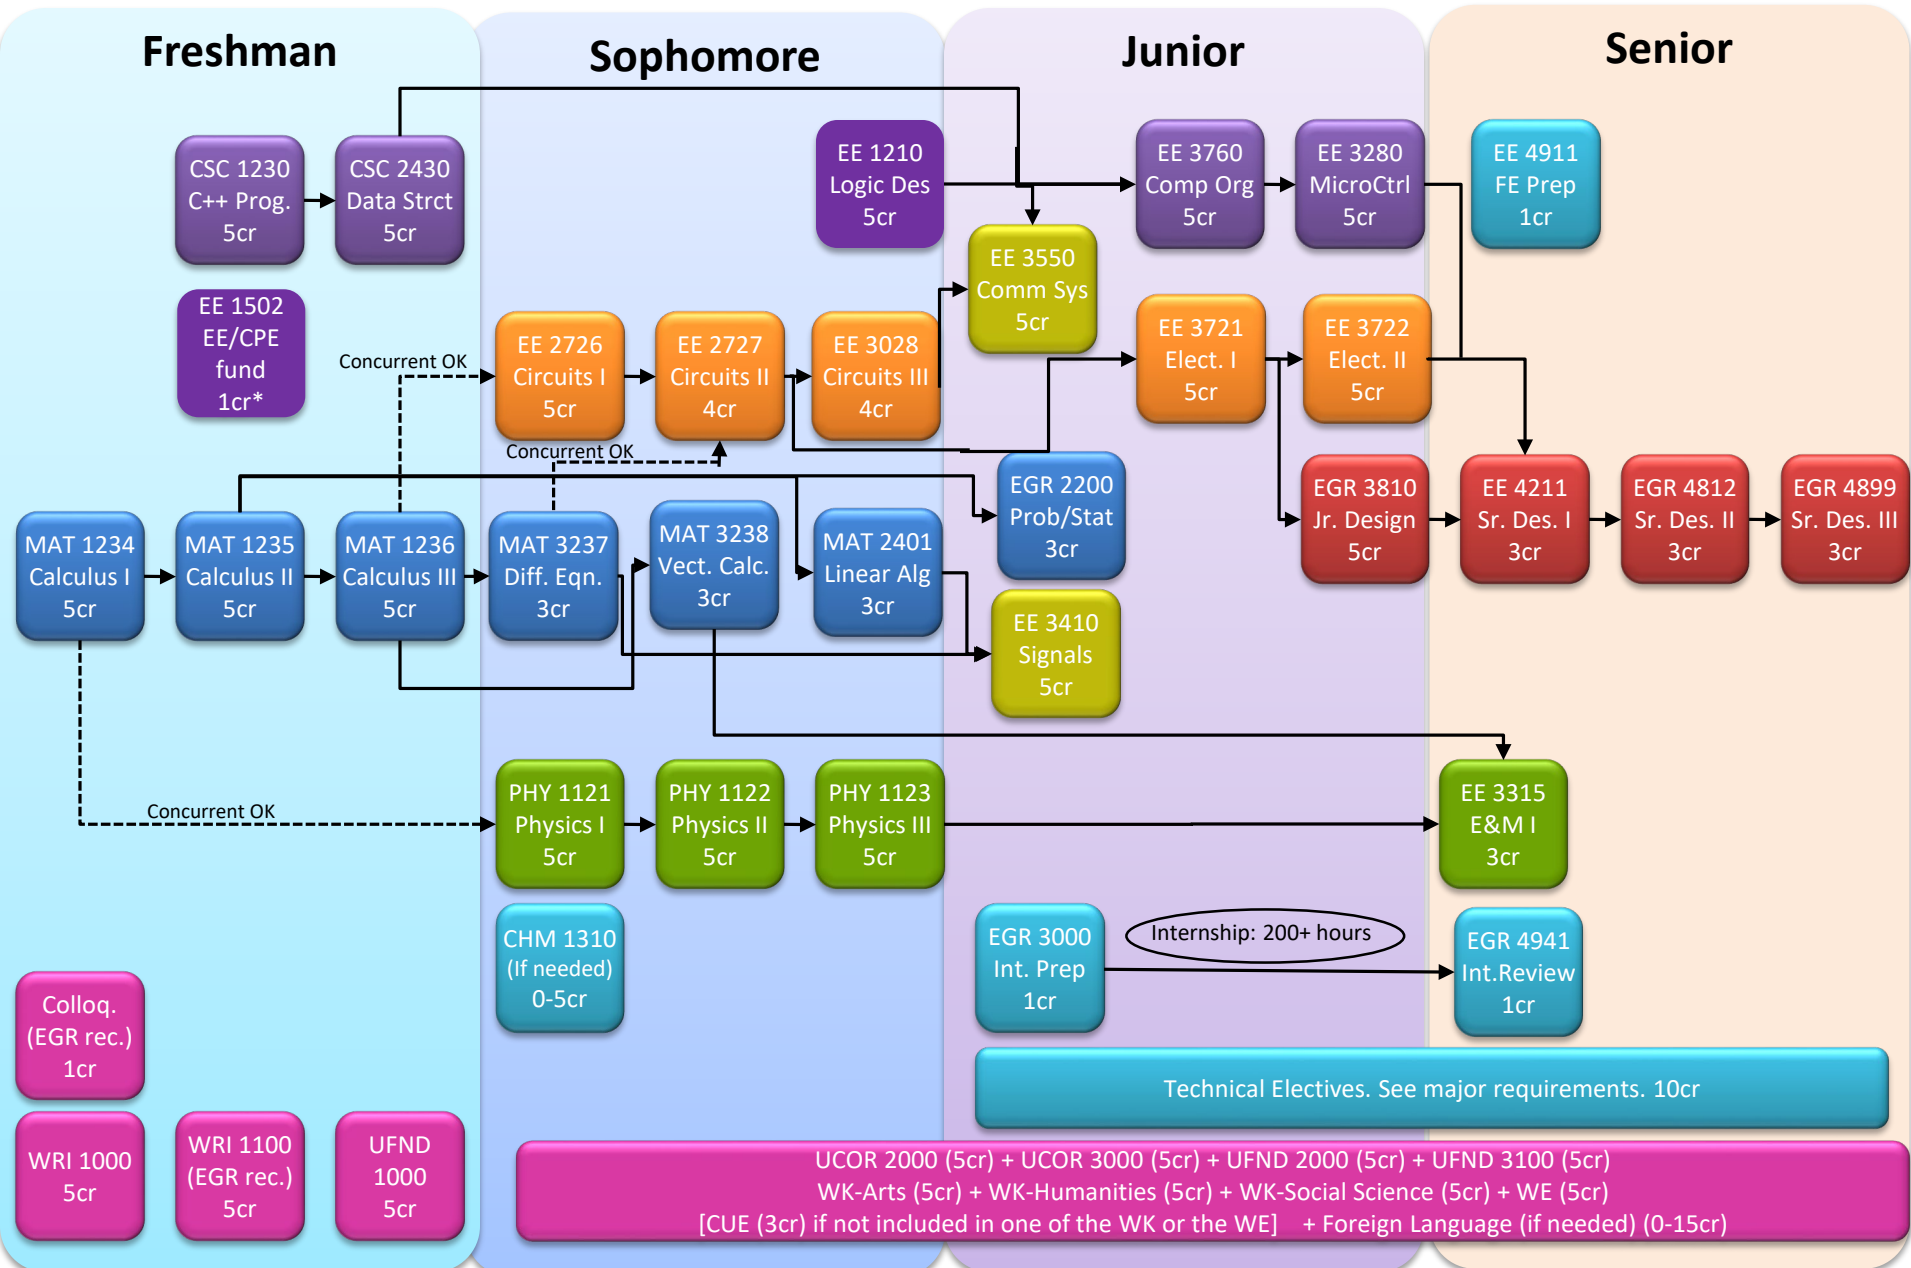 Freshman
Sophomore
Junior
Senior
CSC 1230
C++ Prog.
5cr
CSC 2430
Data Strct
5cr
EE 1210
Logic Des
5cr
EE 3760
Comp Org
5cr
EE 3280
MicroCtrl
5cr
EE 4911
FE Prep
1cr
EE 1502
EE/CPE
fund
1cr*
Concurrent OK
EE 2726
Circuits I
5cr
EE 2727
Circuits II
4cr
EE 3028
Circuits III
4cr
EE 3550
Comm Sys
5cr
EE 3721
Elect. I
5cr
EE 3722
Elect. II
5cr
Concurrent OK
MAT 1234
Calculus I
5cr
MAT 1235
Calculus II
5cr
MAT 1236
Calculus III
5cr
MAT 3237
Diff. Eqn.
3cr
MAT 3238
Vect. Calc.
3cr
MAT 2401
Linear Alg
3cr
EGR 2200
Prob/Stat
3cr
EGR 3810
Jr. Design
5cr
EE 4211
Sr. Des. I
3cr
EGR 4812
Sr. Des. II
3cr
EGR 4899
Sr. Des. III
3cr
EE 3410
Signals
5cr
Concurrent OK
PHY 1121
Physics I
5cr
PHY 1122
Physics II
5cr
PHY 1123
Physics III
5cr
EE 3315
E&M I
3cr
CHM 1310
(If needed)
0-5cr
EGR 3000
Int. Prep
1cr
Internship: 200+ hours
EGR 4941
Int.Review
1cr
Colloq.
(EGR rec.)
1cr
Technical Electives. See major requirements. 10cr
WRI 1000
5cr
WRI 1100
(EGR rec.)
5cr
UFND
1000
5cr
UCOR 2000 (5cr) + UCOR 3000 (5cr) + UFND 2000 (5cr) + UFND 3100 (5cr)
WK-Arts (5cr) + WK-Humanities (5cr) + WK-Social Science (5cr) + WE (5cr)
[CUE (3cr) if not included in one of the WK or the WE] + Foreign Language (if needed) (0-15cr)